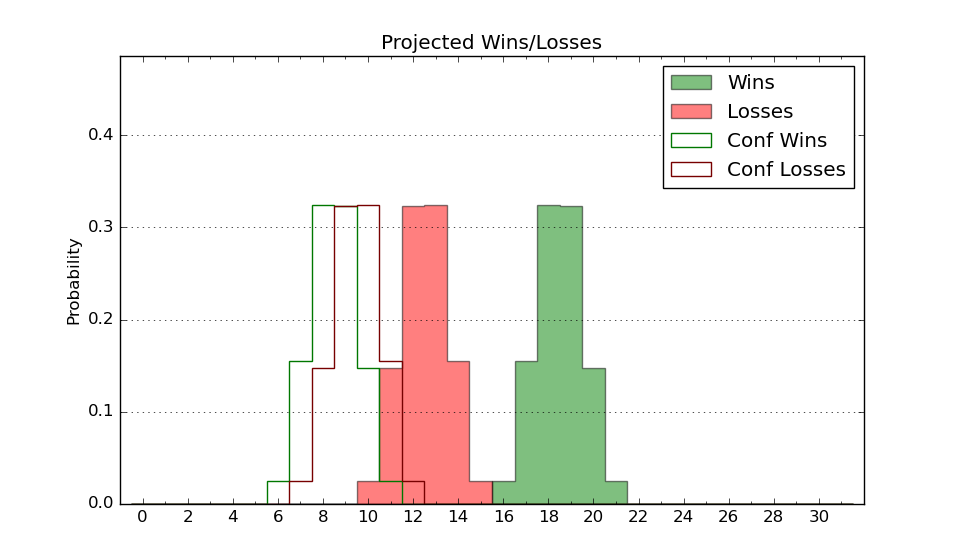 Projected Wins/Losses
Wins
Losses
Conf Wins
Conf Losses
Probability
0.4
0.3
0.2
0.1
0.0
0 2 4 6 8 10 12 14 16 18 20 22 24 26 28 30